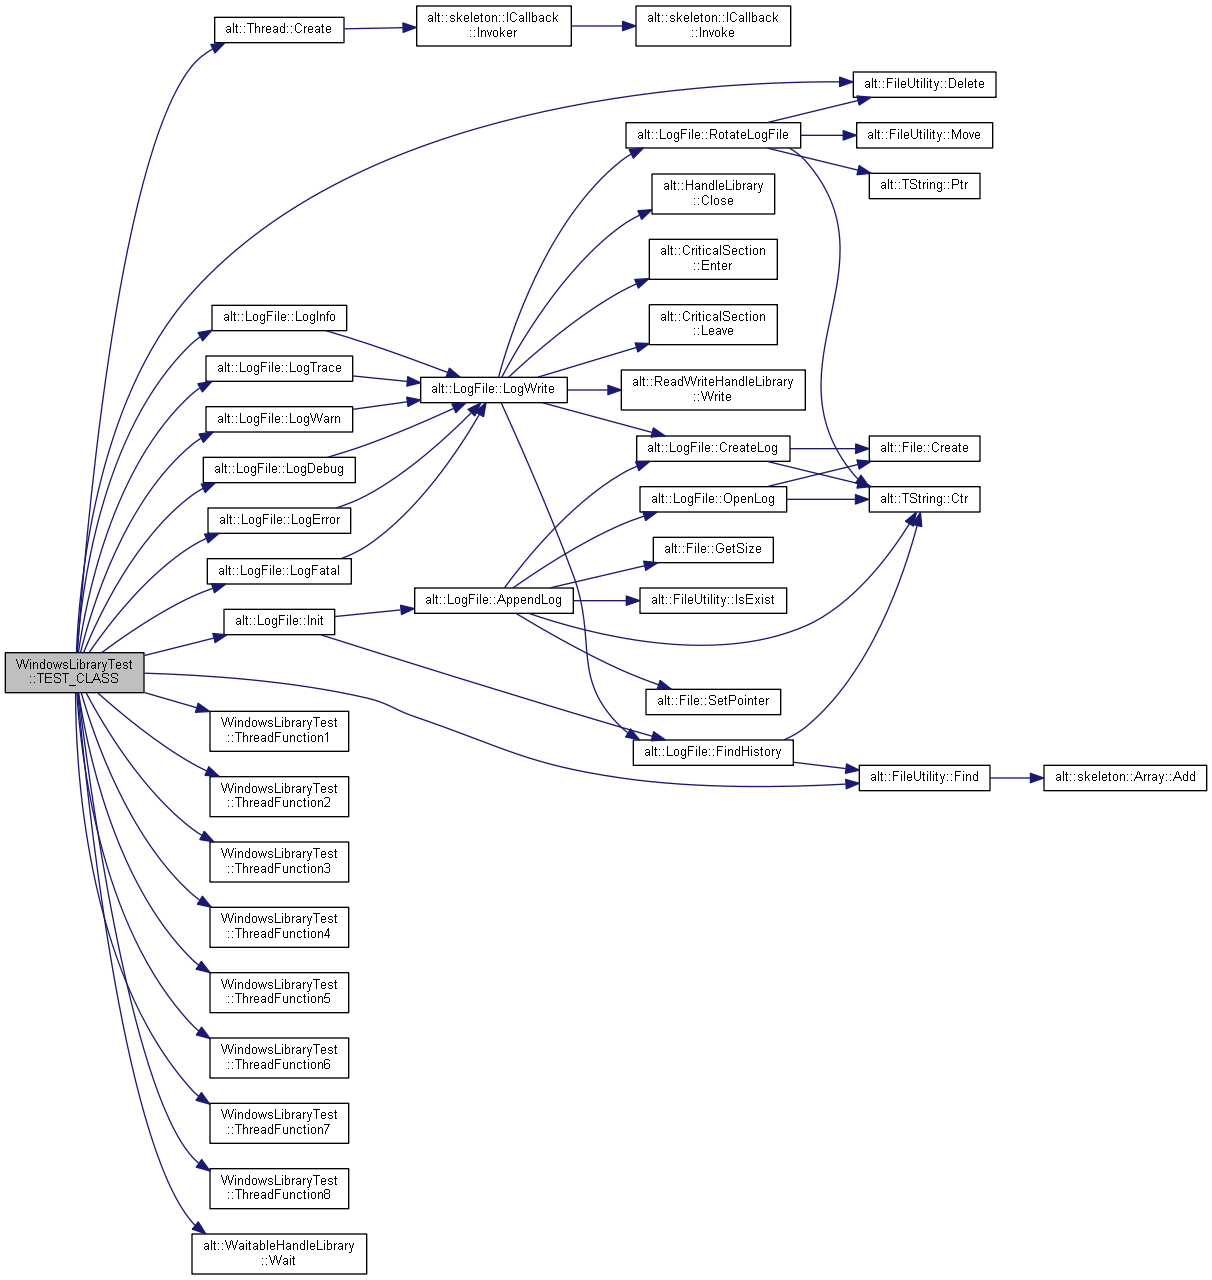 alt::Thread::Create
alt::skeleton::ICallback
::Invoker
alt::skeleton::ICallback
::Invoke
alt::FileUtility::Delete
alt::LogFile::RotateLogFile
alt::FileUtility::Move
alt::HandleLibrary
::Close
alt::TString::Ptr
alt::CriticalSection
::Enter
alt::LogFile::LogInfo
alt::CriticalSection
::Leave
alt::LogFile::LogTrace
alt::LogFile::LogWrite
alt::ReadWriteHandleLibrary
::Write
alt::LogFile::LogWarn
alt::LogFile::CreateLog
alt::File::Create
alt::LogFile::LogDebug
alt::LogFile::OpenLog
alt::TString::Ctr
alt::LogFile::LogError
alt::File::GetSize
alt::LogFile::LogFatal
alt::LogFile::AppendLog
alt::FileUtility::IsExist
alt::LogFile::Init
WindowsLibraryTest
::TEST_CLASS
alt::File::SetPointer
WindowsLibraryTest
::ThreadFunction1
alt::LogFile::FindHistory
alt::FileUtility::Find
alt::skeleton::Array::Add
WindowsLibraryTest
::ThreadFunction2
WindowsLibraryTest
::ThreadFunction3
WindowsLibraryTest
::ThreadFunction4
WindowsLibraryTest
::ThreadFunction5
WindowsLibraryTest
::ThreadFunction6
WindowsLibraryTest
::ThreadFunction7
WindowsLibraryTest
::ThreadFunction8
alt::WaitableHandleLibrary
::Wait